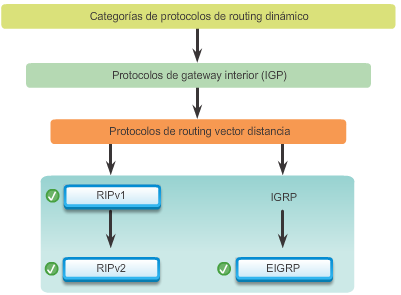 Categorías de protocolos de routing dinámico
Protocolos de gateway interior (IGP)
Protocolos de routing vector distancia
RIPv1
IGRP
RIPv2
EIGRP